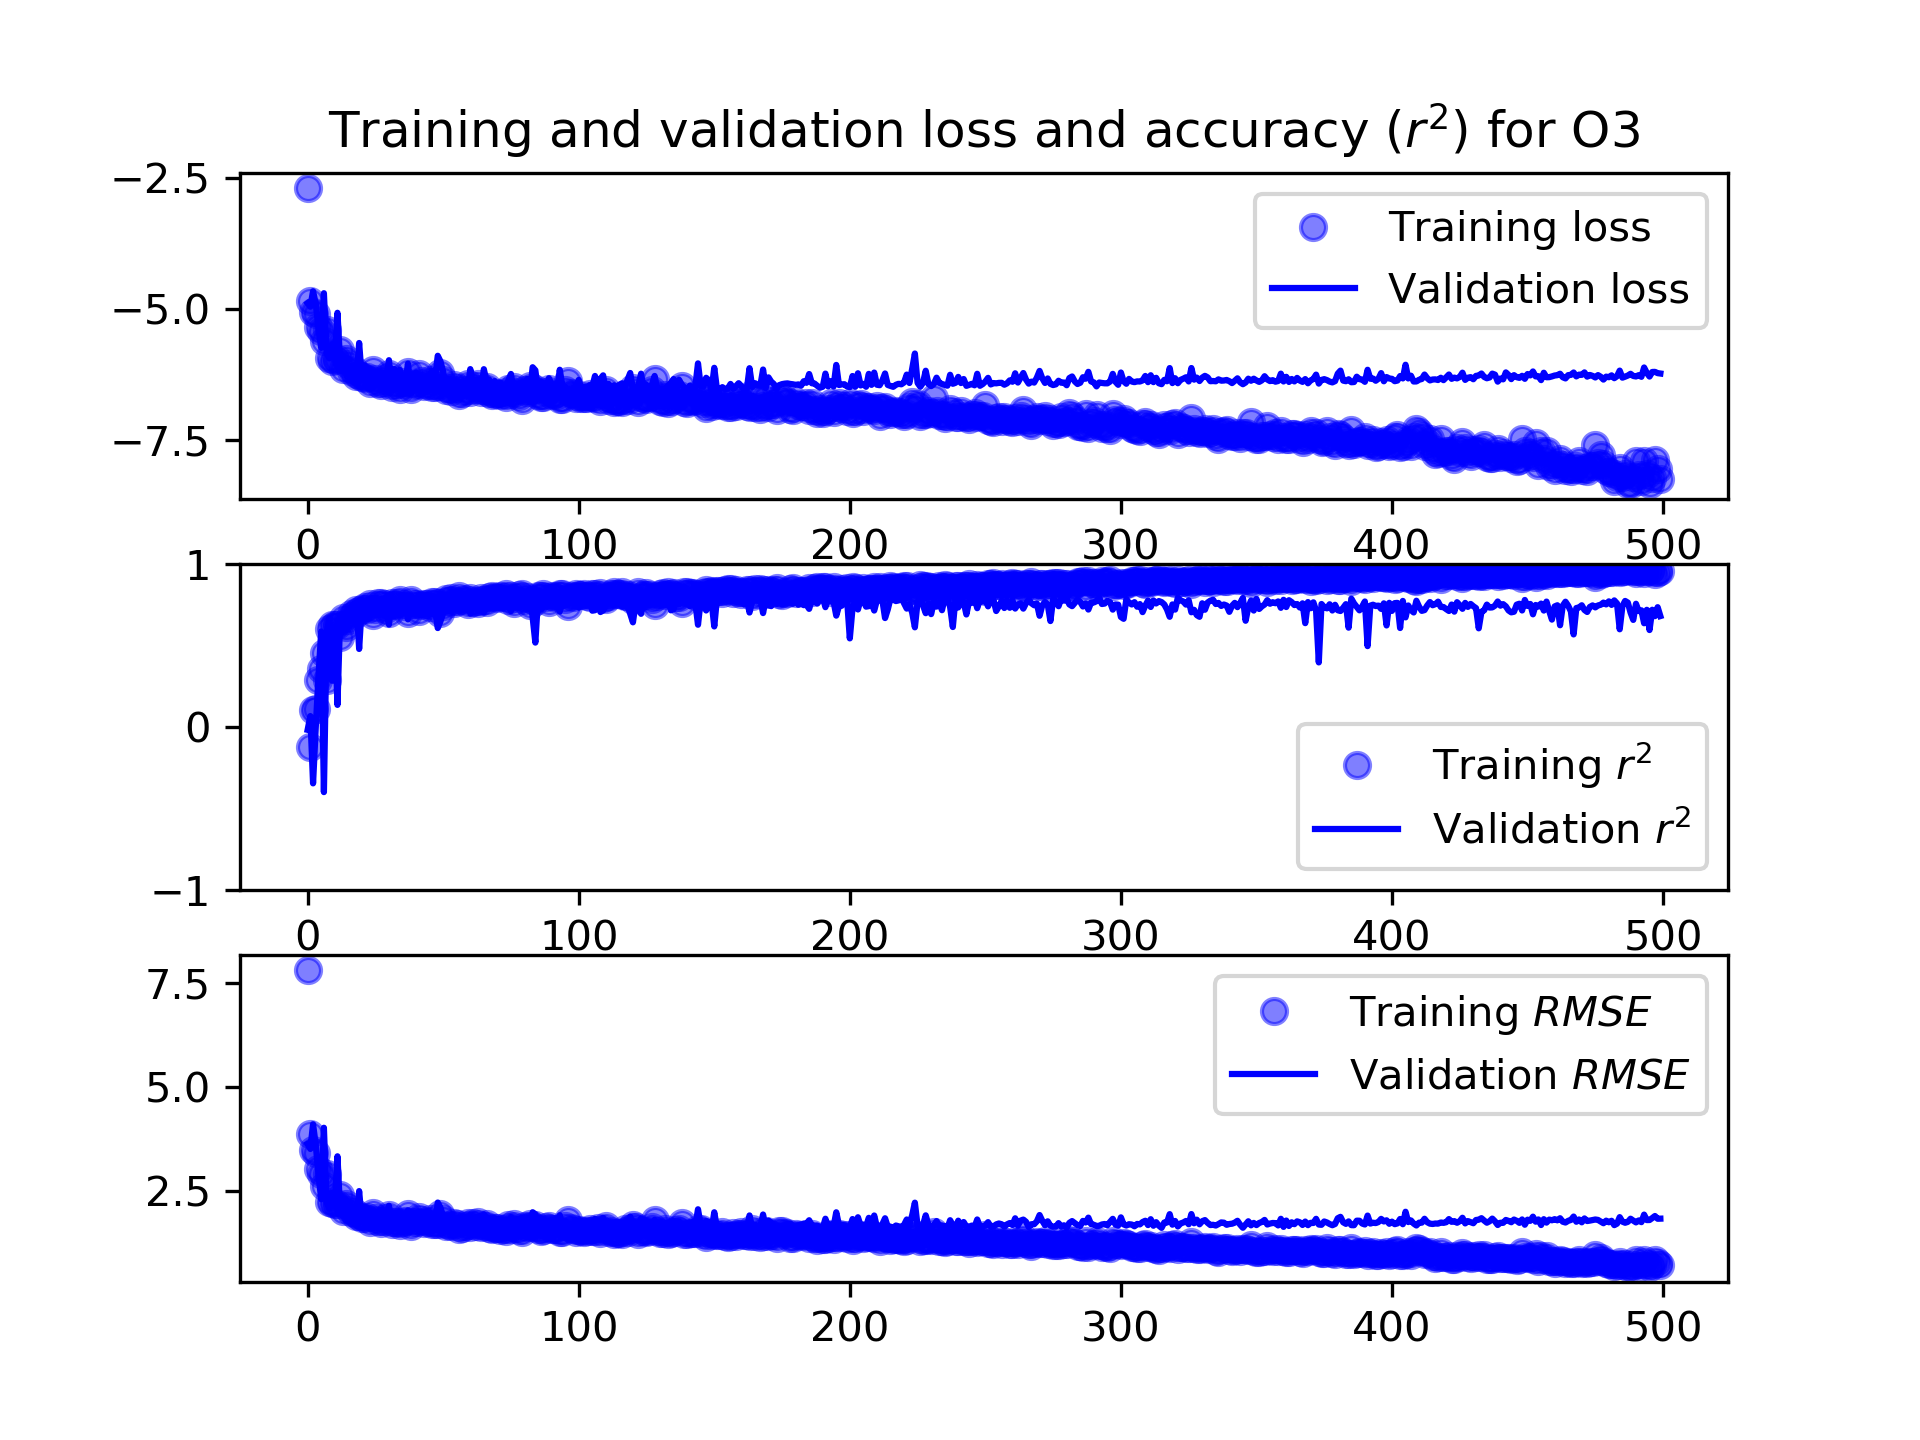 Training and validation loss and accuracy (r²) for O3
−2.5
−5.0
−7.5
Training loss
Validation loss
0 100 200 300 400 500
1
0
−1
Training r²
Validation r²
0 100 200 300 400 500
7.5
5.0
2.5
Training RMSE
Validation RMSE
0 100 200 300 400 500